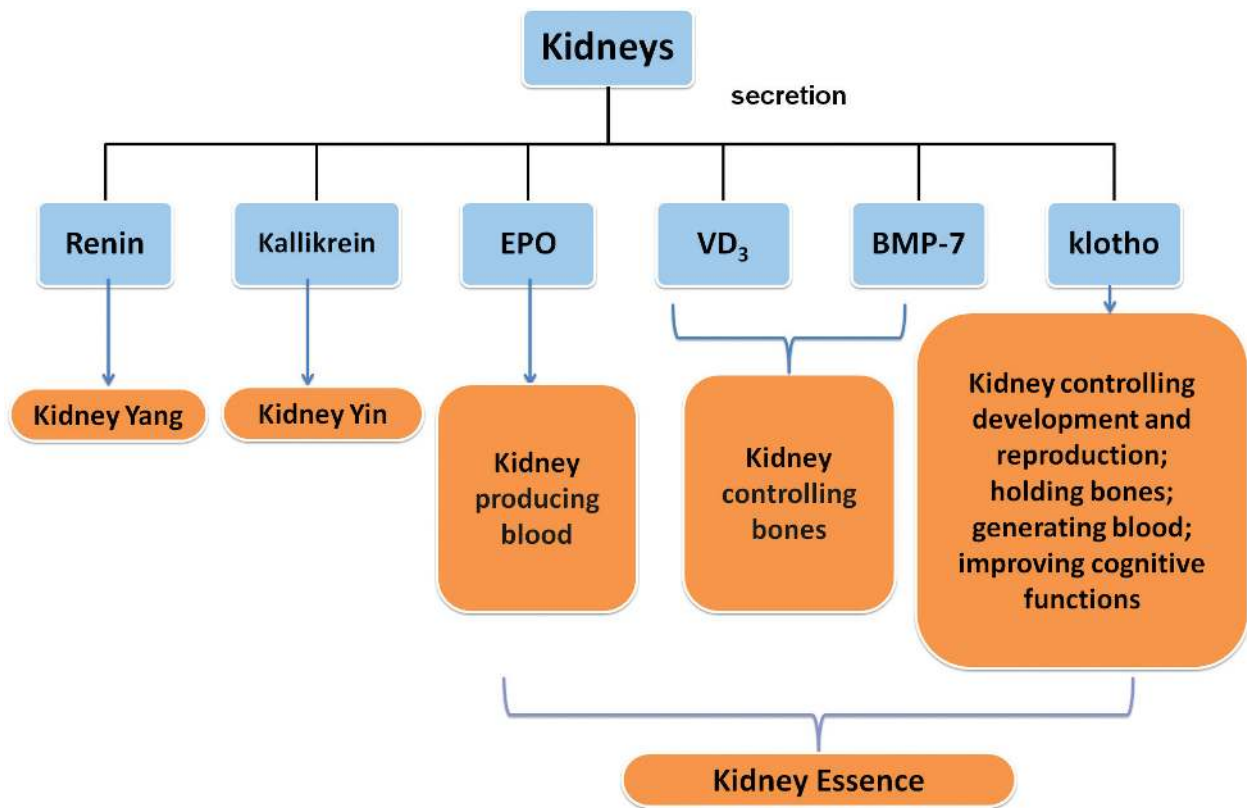 Kidneys
secretion
Renin
Kallikrein
EPO
VD₃
BMP-7
klotho
Kidney Yang
Kidney Yin
Kidney
producing
blood
Kidney
controlling
bones
Kidney controlling
development and
reproduction;
holding bones;
generating blood;
improving cognitive
functions
Kidney Essence